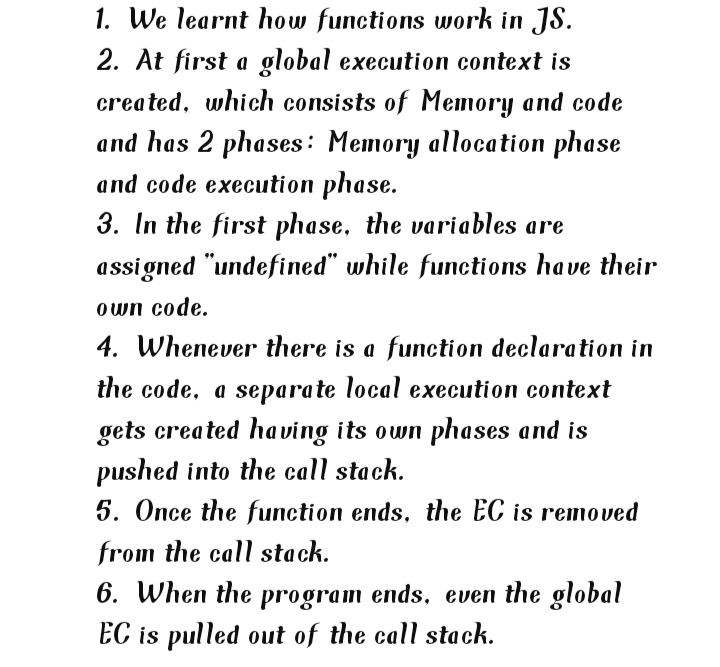 1. We learnt how functions work in JS.
2. At first a global execution context is
created, which consists of Memory and code
and has 2 phases: Memory allocation phase
and code execution phase.
3. In the first phase, the variables are
assigned "undefined" while functions have their
own code.
4. Whenever there is a function declaration in
the code, a separate local execution context
gets created having its own phases and is
pushed into the call stack.
5. Once the function ends, the EC is removed
from the call stack.
6. When the program ends, even the global
EC is pulled out of the call stack.